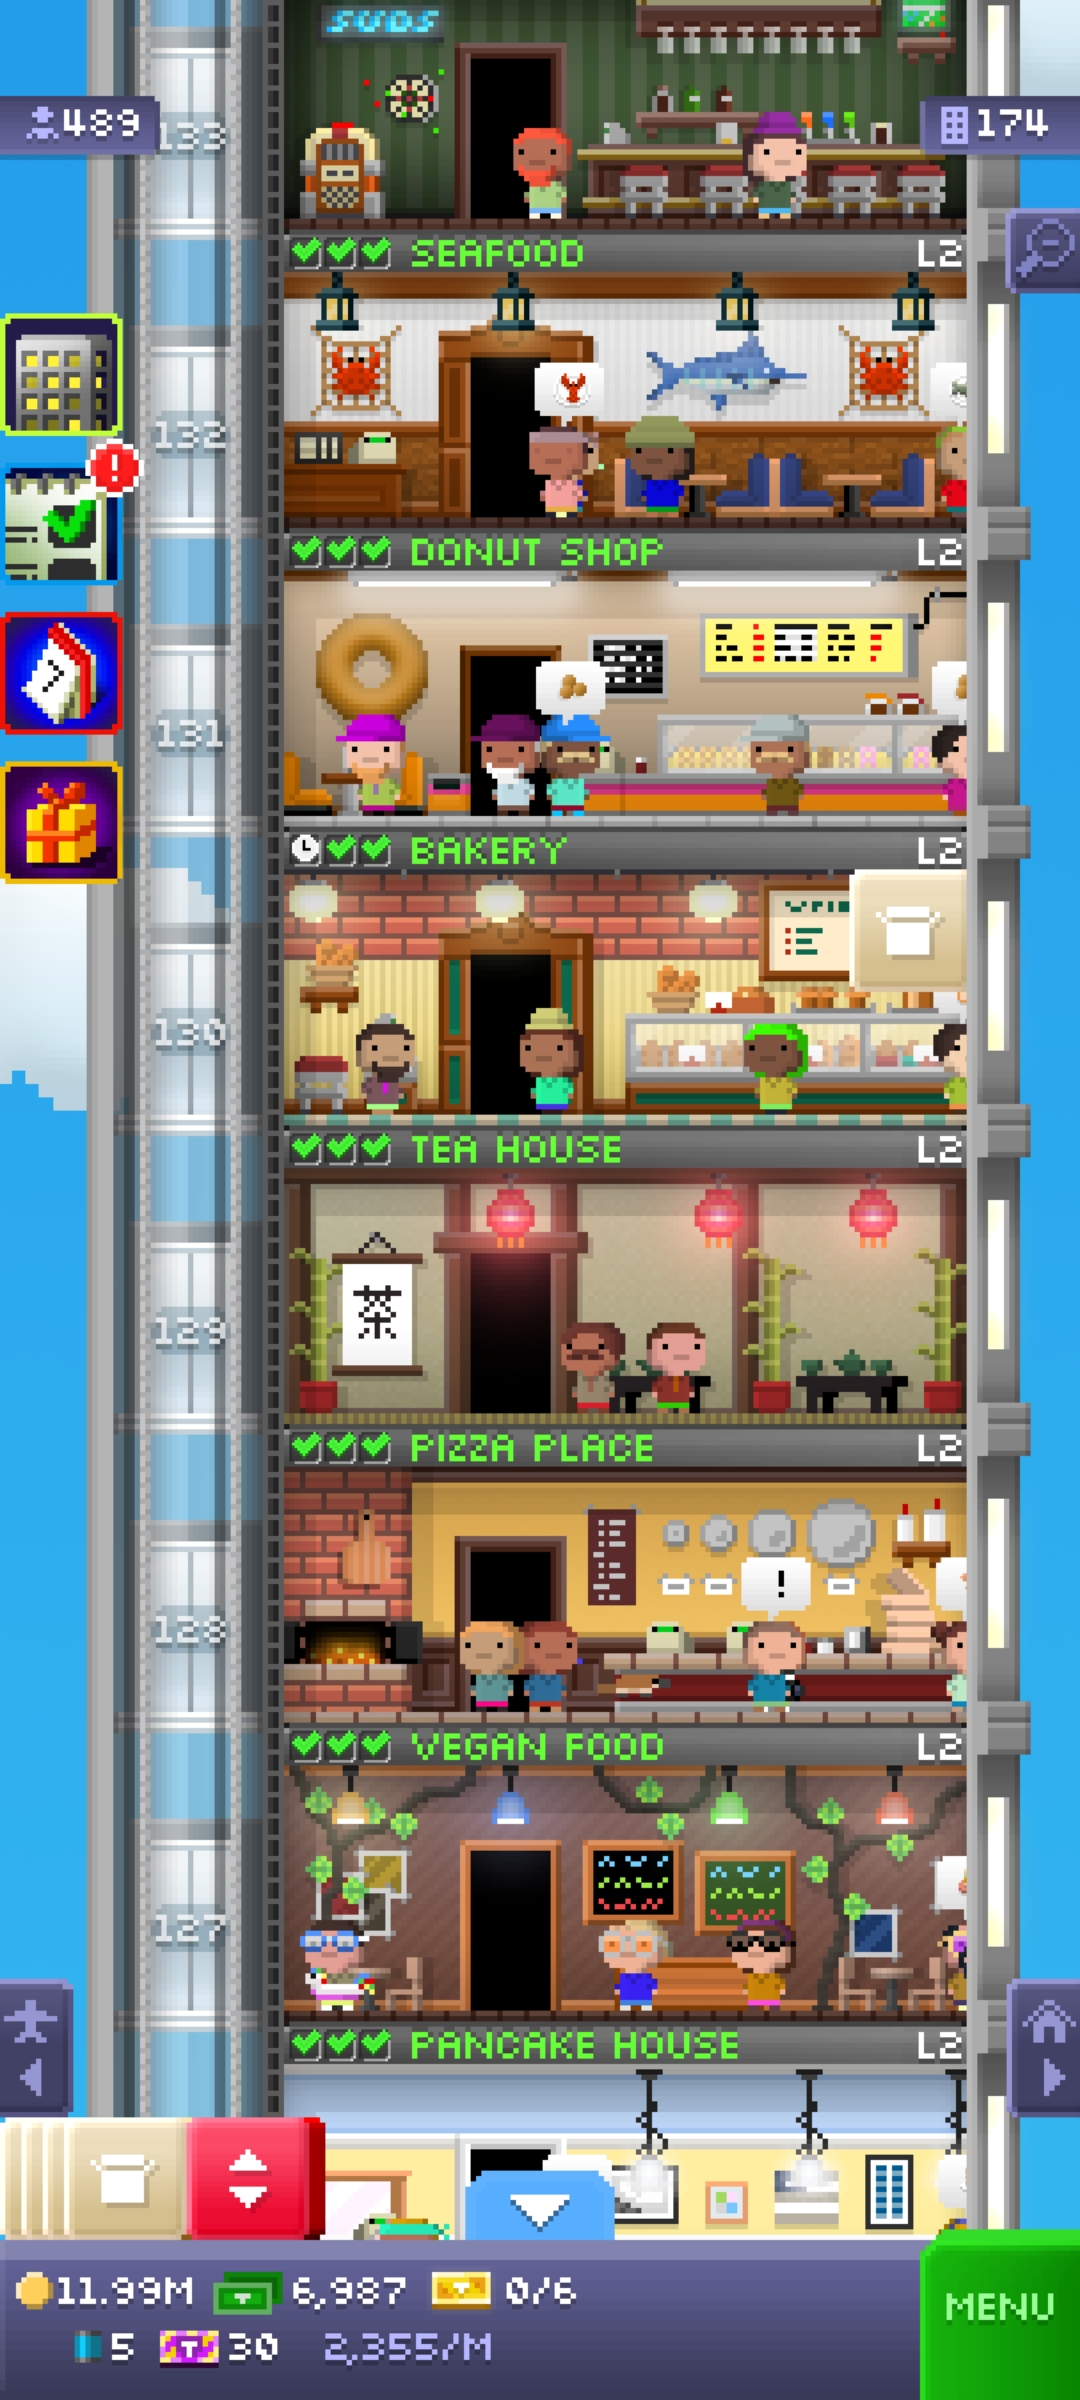 SUDS
489
133
174
SEAFOOD L2
132
DONUT SHOP L2
131
BAKERY L2
130
TEA HOUSE L2
茶
129
PIZZA PLACE L2
!
128
VEGAN FOOD L2
127
PANCAKE HOUSE L2
11.99M 6,987 0/6
5 T 30 2,355/M
MENU